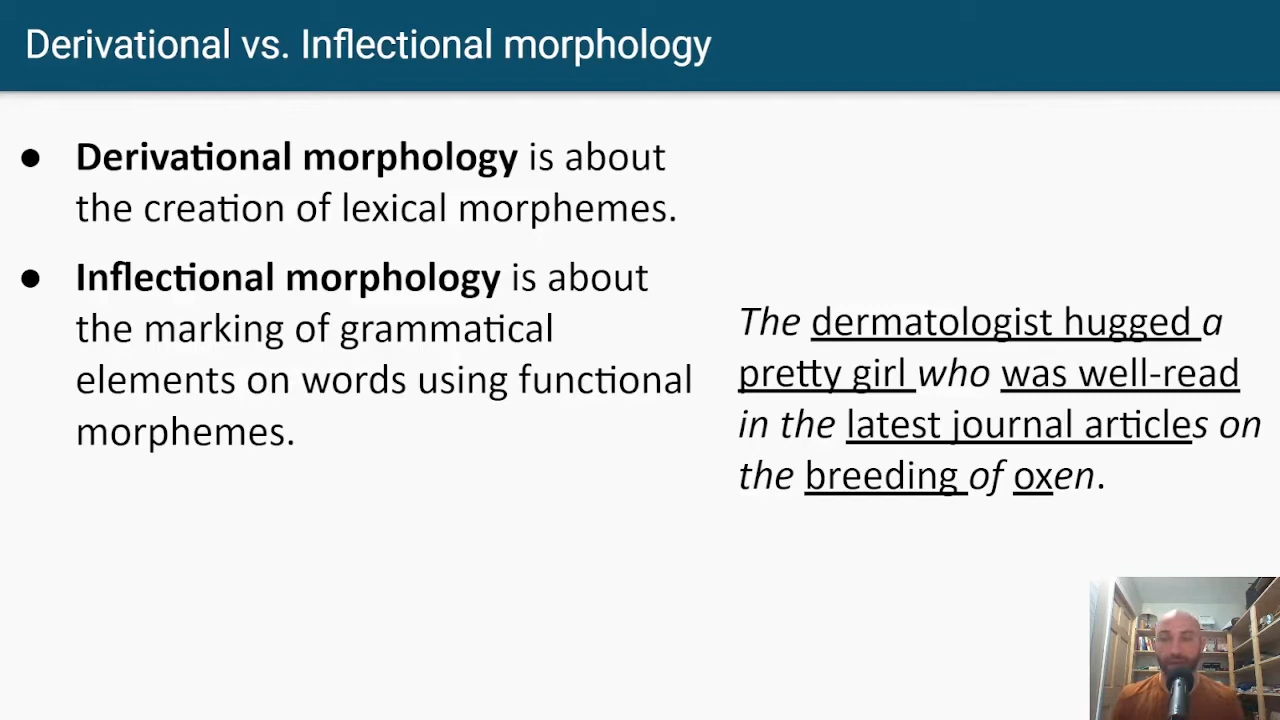 Derivational vs. Inflectional morphology
● Derivational morphology is about
the creation of lexical morphemes.
● Inflectional morphology is about
the marking of grammatical
elements on words using functional
morphemes.
The dermatologist hugged a
pretty girl who was well-read
in the latest journal articles on
the breeding of oxen.